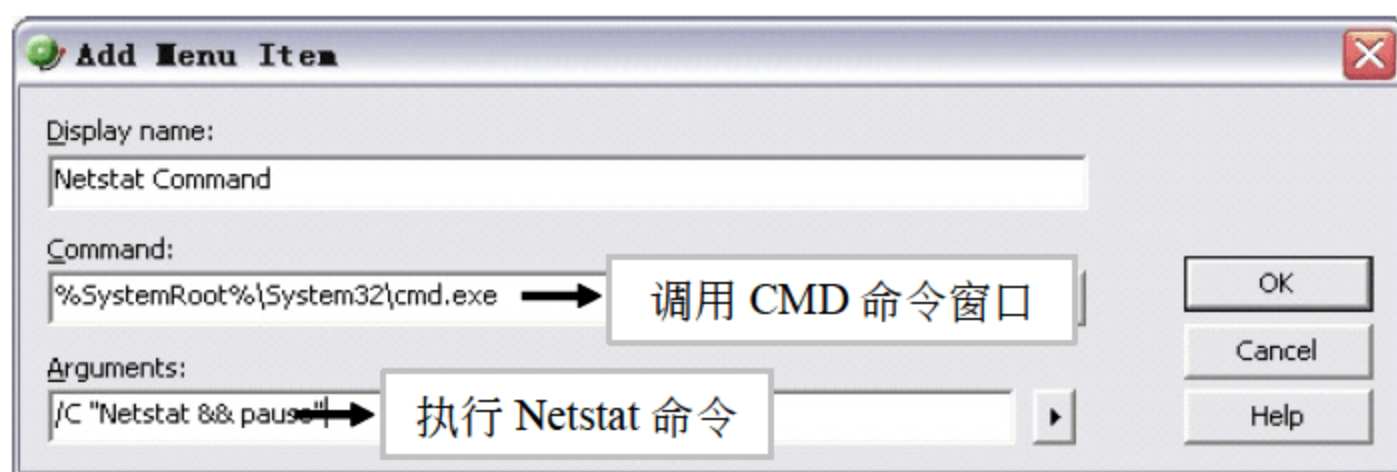 Add Menu Item
Display name:
Netstat Command
Command:
%SystemRoot%\System32\cmd.exe
调用 CMD 命令窗口
OK
Cancel
Arguments:
/C "Netstat && pause"
执行 Netstat 命令
Help